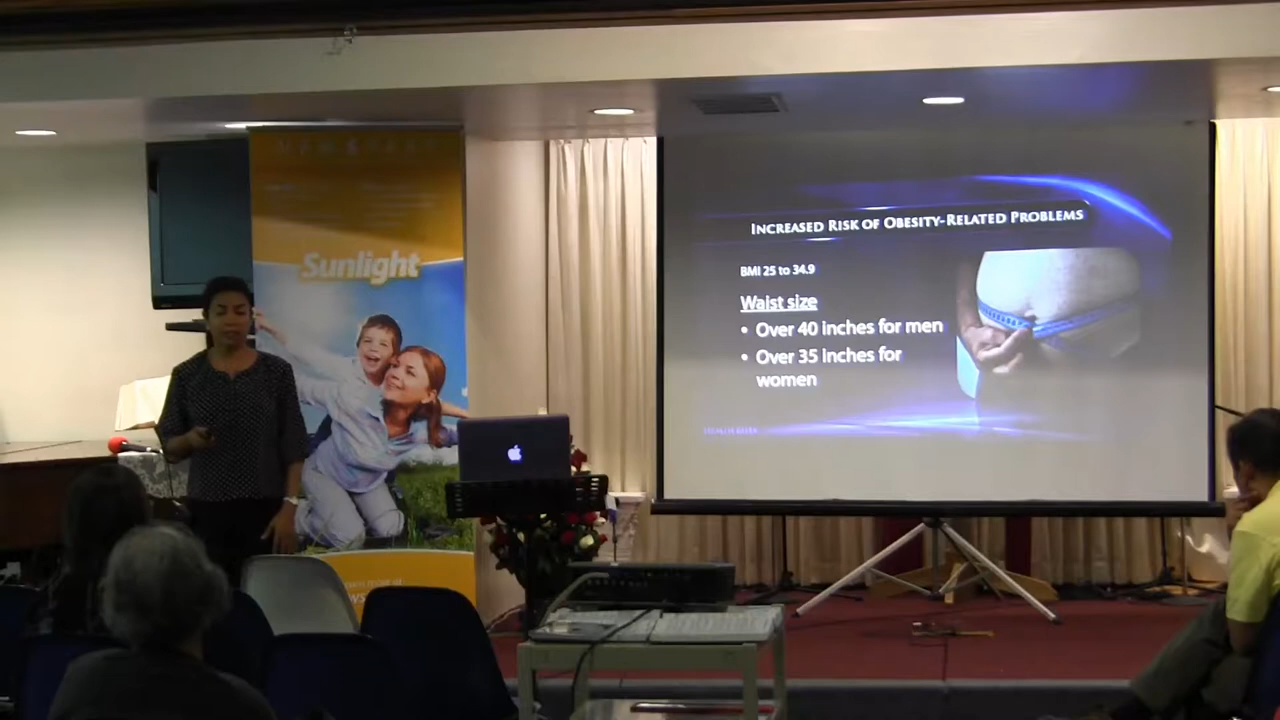 NEWSTART
Sunlight
INCREASED RISK OF OBESITY-RELATED PROBLEMS
BMI 25 to 34.9
Waist size
• Over 40 inches for men
• Over 35 inches for
women